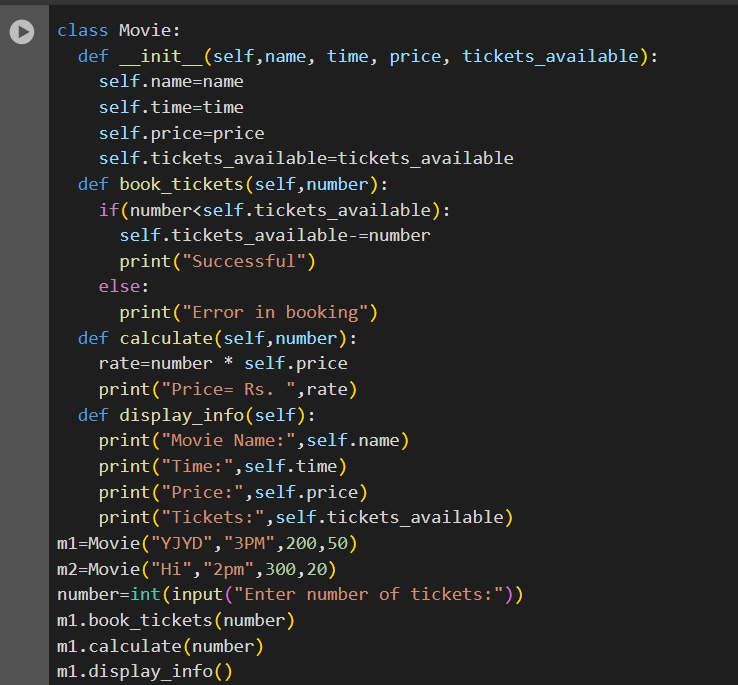 class Movie:
  def __init__(self,name, time, price, tickets_available):
    self.name=name
    self.time=time
    self.price=price
    self.tickets_available=tickets_available
  def book_tickets(self,number):
    if(number<self.tickets_available):
      self.tickets_available-=number
      print("Successful")
    else:
      print("Error in booking")
  def calculate(self,number):
    rate=number * self.price
    print("Price= Rs. ",rate)
  def display_info(self):
    print("Movie Name:",self.name)
    print("Time:",self.time)
    print("Price:",self.price)
    print("Tickets:",self.tickets_available)
m1=Movie("YJYD","3PM",200,50)
m2=Movie("Hi","2pm",300,20)
number=int(input("Enter number of tickets:"))
m1.book_tickets(number)
m1.calculate(number)
m1.display_info()